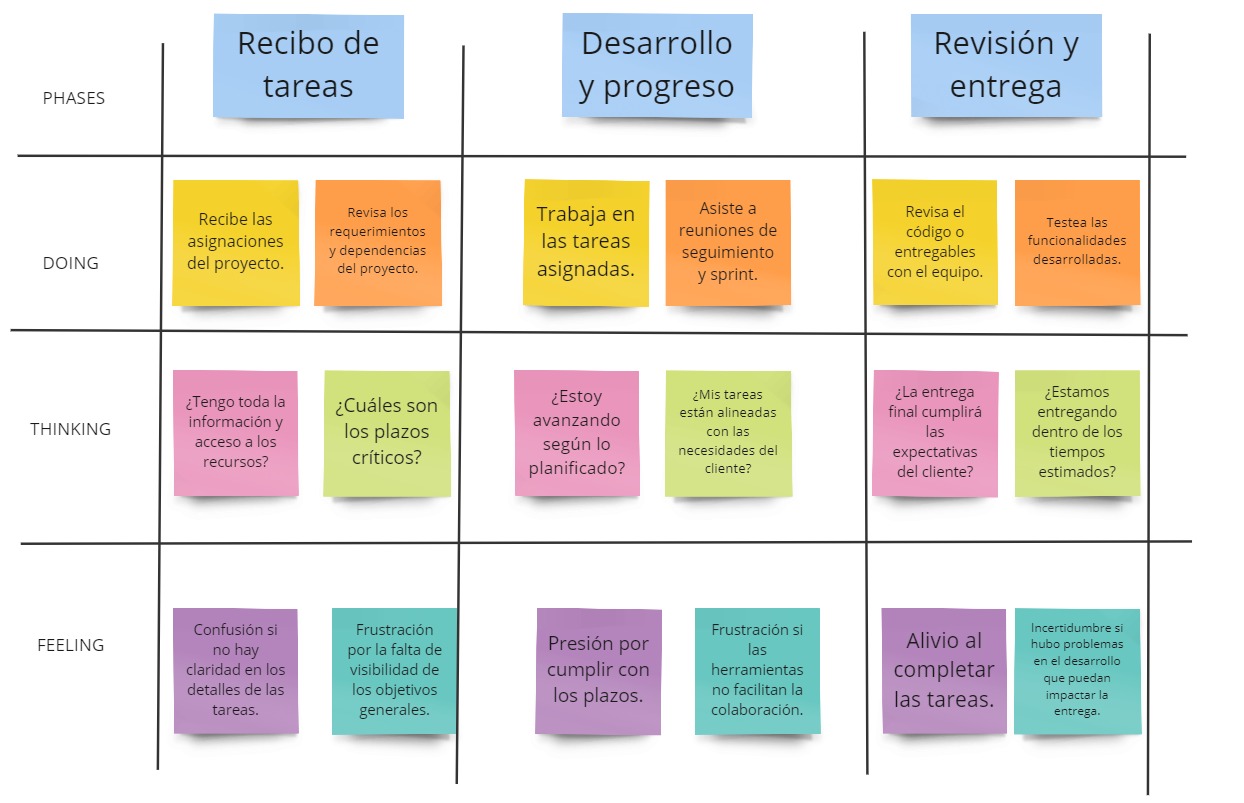 PHASES
Recibo de
tareas
Desarrollo
y progreso
Revisión y
entrega
DOING
Recibe las
asignaciones
del proyecto.
Revisa los
requerimientos
y dependencias
del proyecto.
Trabaja en
las tareas
asignadas.
Asiste a
reuniones de
seguimiento
y sprint.
Revisa el
código o
entregables
con el equipo.
Testea las
funcionalidades
desarrolladas.
THINKING
¿Tengo toda la
información y
acceso a los
recursos?
¿Cuáles son
los plazos
críticos?
¿Estoy
avanzando
según lo
planificado?
¿Mis tareas
están alineadas
con las
necesidades del
cliente?
¿La entrega
final cumplirá
las
expectativas
del cliente?
¿Estamos
entregando
dentro de los
tiempos
estimados?
FEELING
Confusión si
no hay
claridad en los
detalles de las
tareas.
Frustración
por la falta de
visibilidad de
los objetivos
generales.
Presión por
cumplir con
los plazos.
Frustración si
las
herramientas
no facilitan la
colaboración.
Alivio al
completar
las tareas.
Incertidumbre si
hubo problemas
en el desarrollo
que puedan
impactar la
entrega.